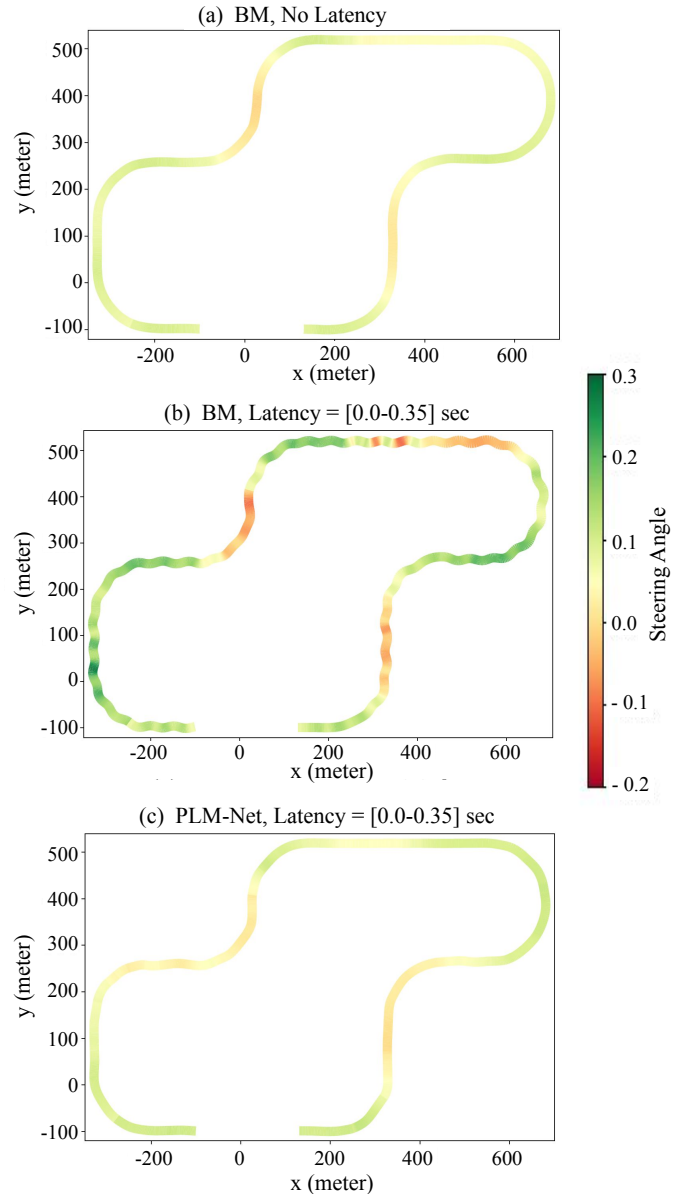 (a) BM, No Latency
500
400
300
200
100
0
-100
y (meter)
-200 0 200 400 600
x (meter)
(b) BM, Latency = [0.0-0.35] sec
500
400
300
200
100
0
-100
y (meter)
-200 0 200 400 600
x (meter)
0.3
0.2
0.1
0.0
- 0.1
- 0.2
Steering Angle
(c) PLM-Net, Latency = [0.0-0.35] sec
500
400
300
200
100
0
-100
y (meter)
-200 0 200 400 600
x (meter)